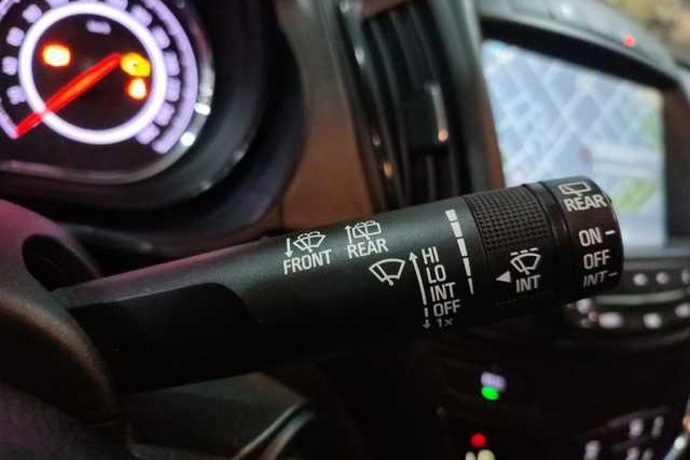 FRONT
REAR
HI
LO
INT
OFF
1x
INT
REAR
ON
OFF
INT